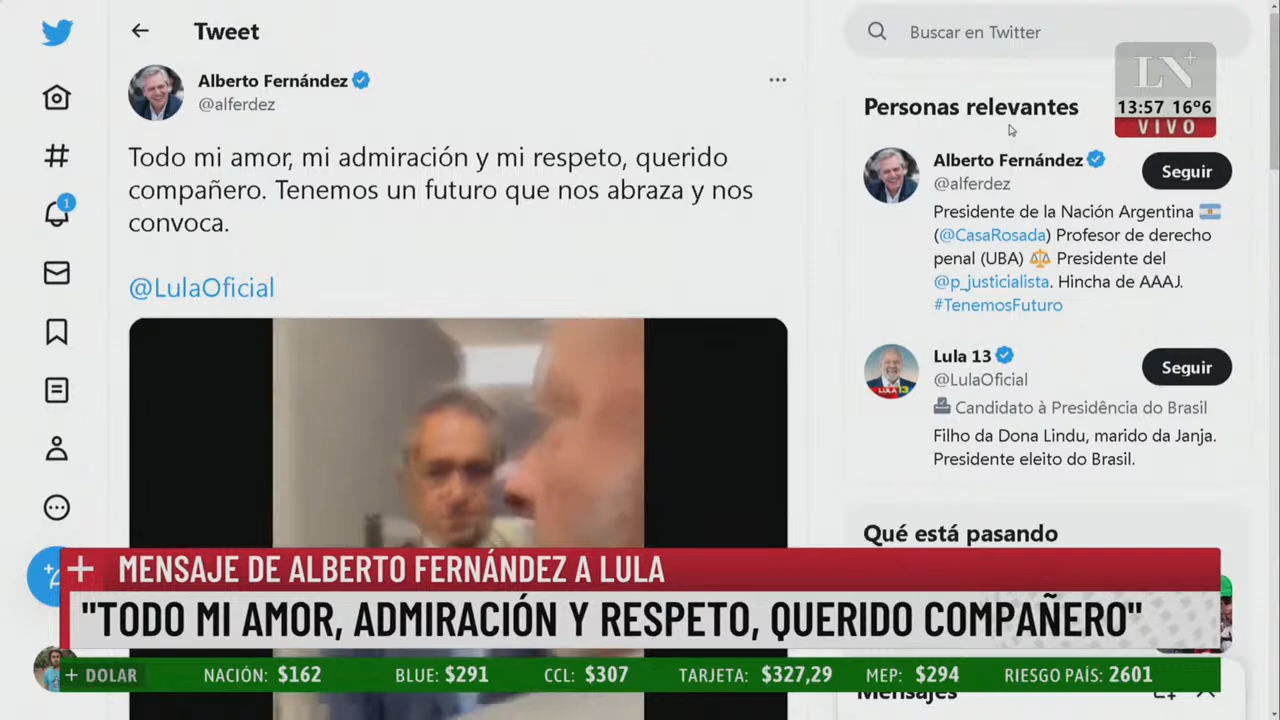 Tweet
Alberto Fernández
@alferdez
Todo mi amor, mi admiración y mi respeto, querido
compañero. Tenemos un futuro que nos abraza y nos
convoca.
@LulaOficial
Buscar en Twitter
LN+
13:57 16º6
VIVO
Personas relevantes
Alberto Fernández
@alferdez
Seguir
Presidente de la Nación Argentina
(@CasaRosada) Profesor de derecho
penal (UBA) Presidente del
@p_justicialista. Hincha de AAAJ.
#TenemosFuturo
Lula 13
@LulaOficial
Seguir
LULA 13
Candidato à Presidência do Brasil
Filho da Dona Lindu, marido da Janja.
Presidente eleito do Brasil.
Qué está pasando
1
+ MENSAJE DE ALBERTO FERNÁNDEZ A LULA
"TODO MI AMOR, ADMIRACIÓN Y RESPETO, QUERIDO COMPAÑERO"
+ DOLAR NACIÓN: $162 BLUE: $291 CCL: $307 TARJETA: $327,29 MEP: $294 RIESGO PAÍS: 2601
Mensajes